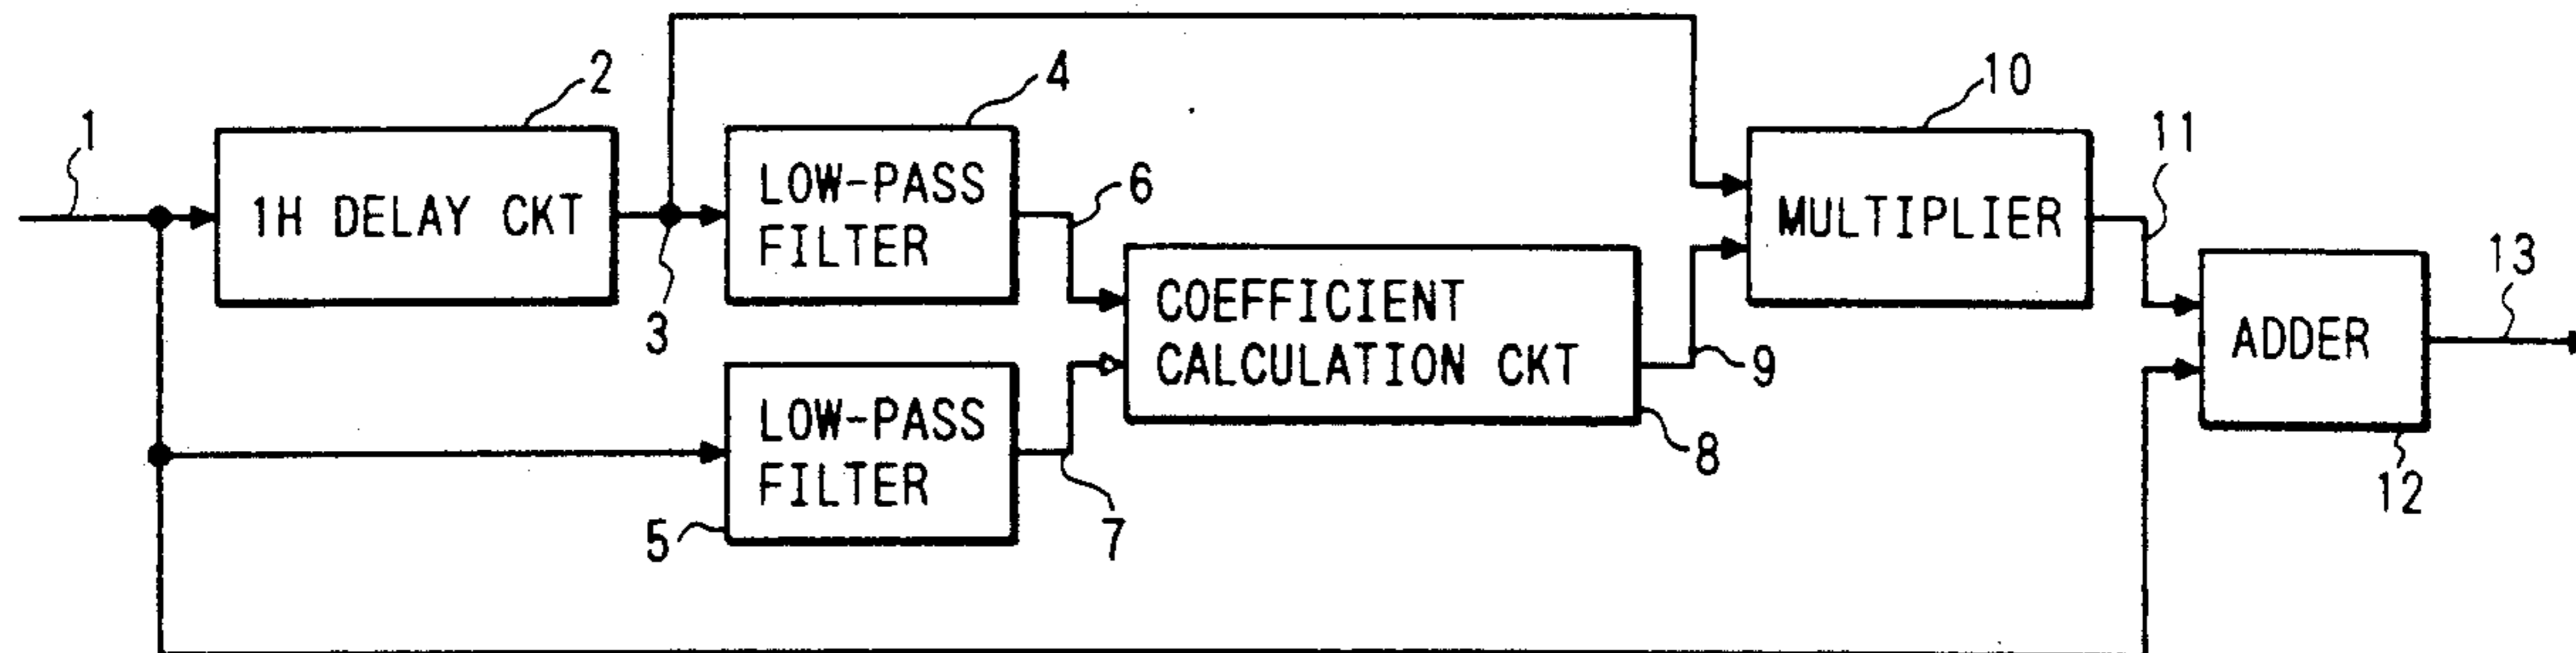 1
2
1H DELAY CKT
3
4
LOW-PASS
FILTER
6
5
LOW-PASS
FILTER
7
COEFFICIENT
CALCULATION CKT
8
9
10
MULTIPLIER
11
ADDER
12
13